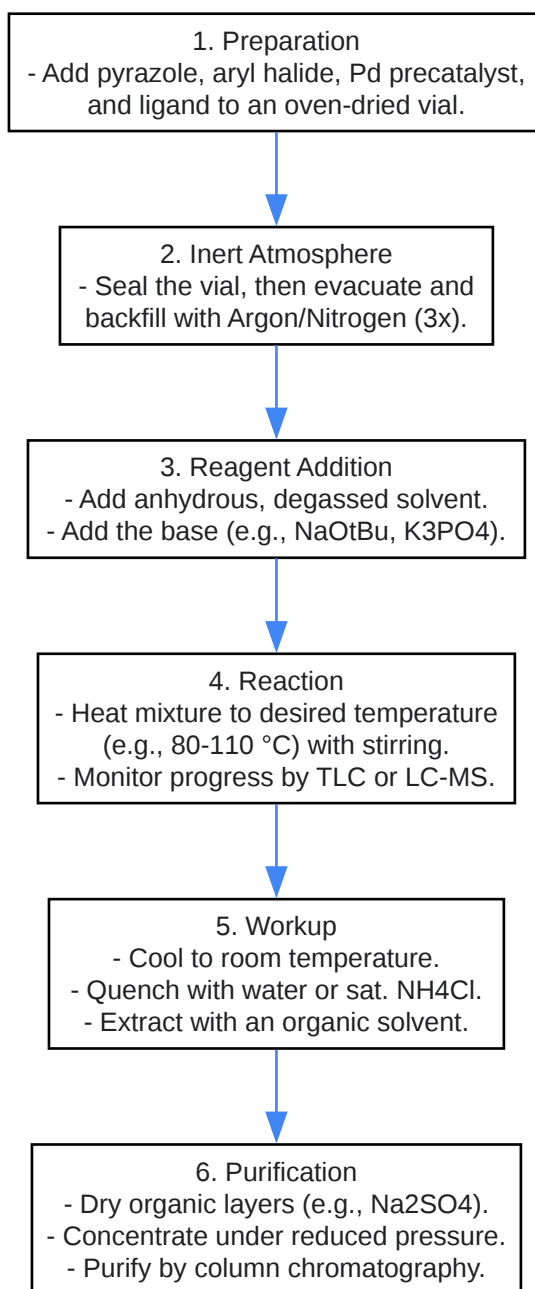 1. Preparation
- Add pyrazole, aryl halide, Pd precatalyst,
and ligand to an oven-dried vial.
2. Inert Atmosphere
- Seal the vial, then evacuate and
backfill with Argon/Nitrogen (3x).
3. Reagent Addition
- Add anhydrous, degassed solvent.
- Add the base (e.g., NaOtBu, K3PO4).
4. Reaction
- Heat mixture to desired temperature
(e.g., 80-110 °C) with stirring.
- Monitor progress by TLC or LC-MS.
5. Workup
- Cool to room temperature.
- Quench with water or sat. NH4Cl.
- Extract with an organic solvent.
6. Purification
- Dry organic layers (e.g., Na2SO4).
- Concentrate under reduced pressure.
- Purify by column chromatography.